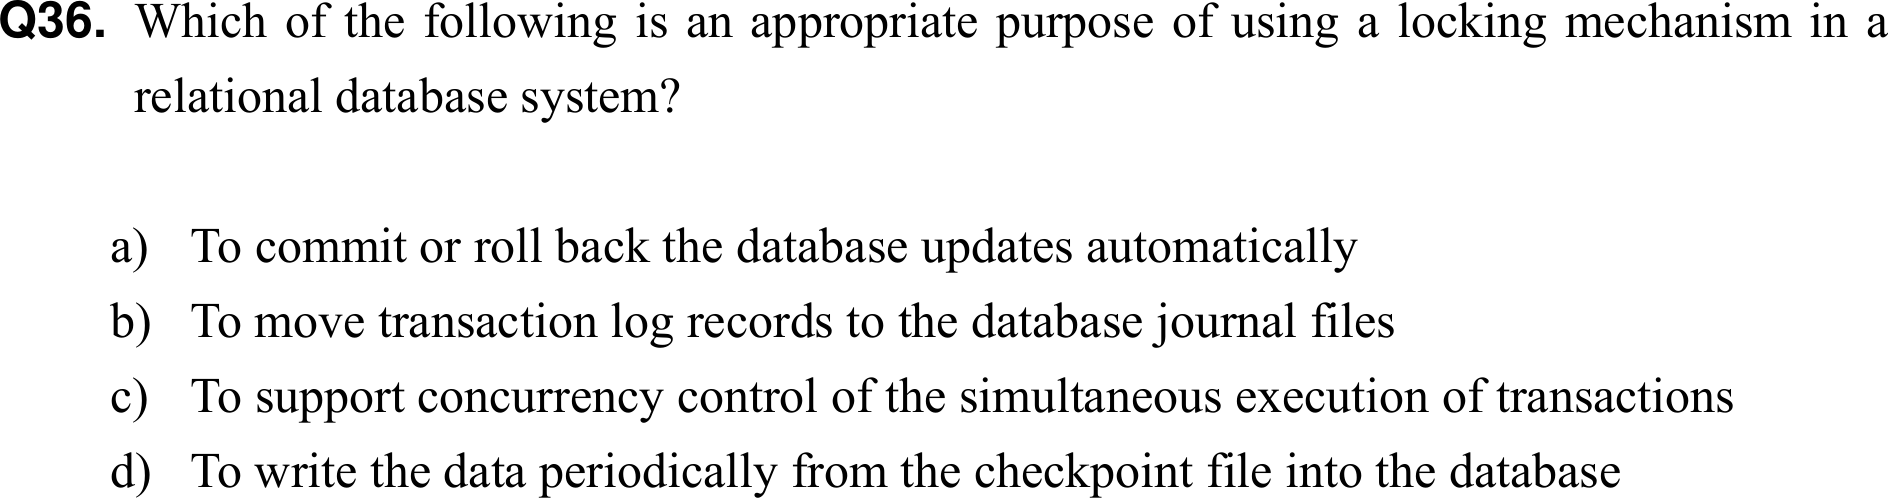 Q36. Which of the following is an appropriate purpose of using a locking mechanism in a
relational database system?
a) To commit or roll back the database updates automatically
b) To move transaction log records to the database journal files
c) To support concurrency control of the simultaneous execution of transactions
d) To write the data periodically from the checkpoint file into the database